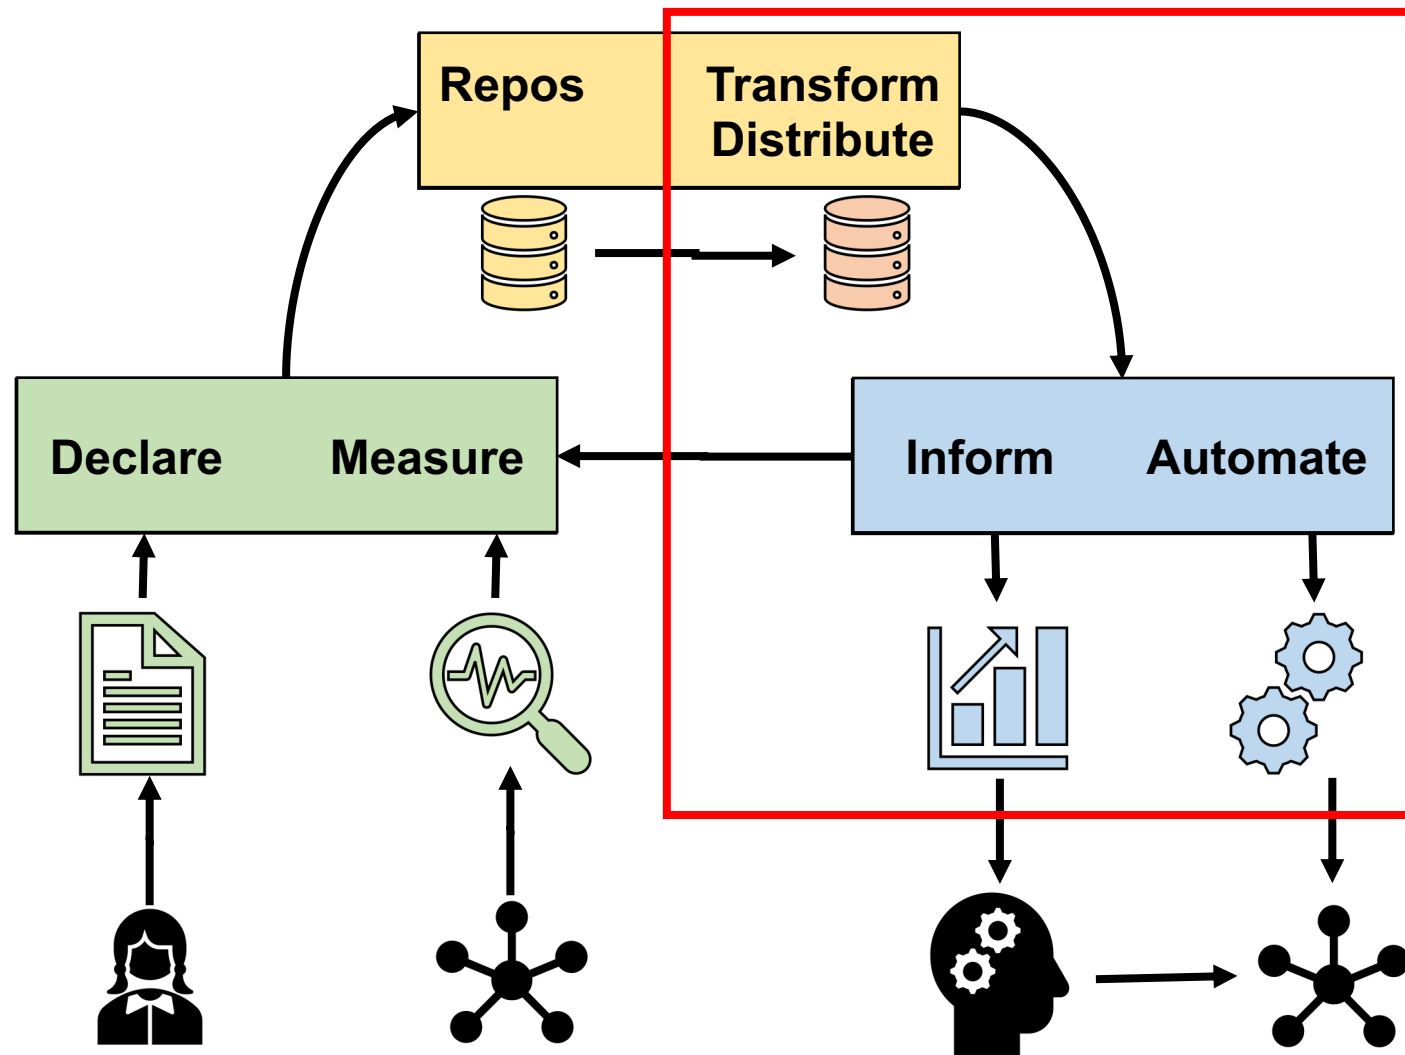 Repos
Transform
Distribute
Declare
Measure
Inform
Automate